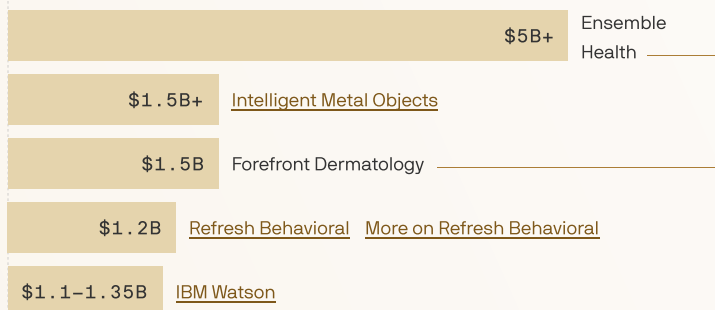 $5B+ Ensemble
Health
$1.5B+ Intelligent Metal Objects
$1.5B Forefront Dermatology
$1.2B Refresh Behavioral More on Refresh Behavioral
$1.1–1.35B IBM Watson